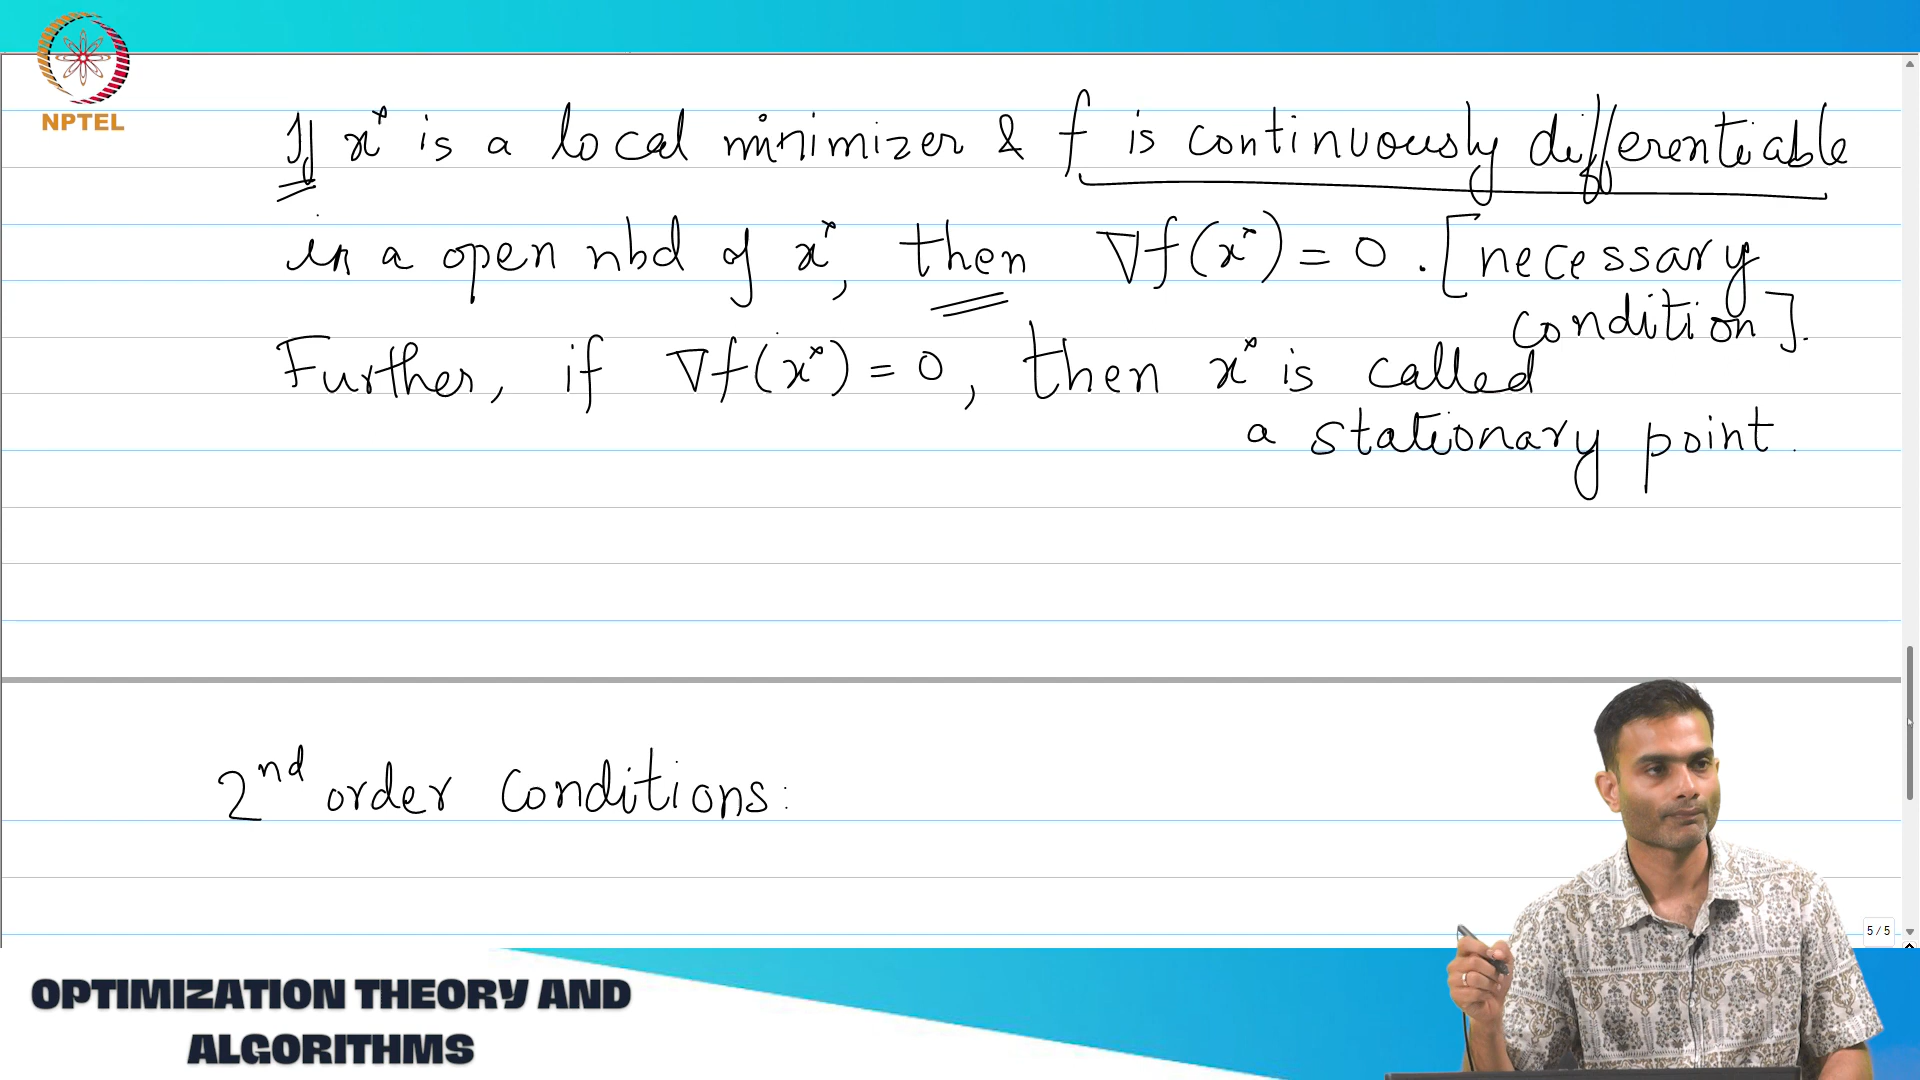 NPTEL
If x* is a local minimizer & f is continuously differentiable
in a open nbd of x*, then ∇f(x*) = 0. [necessary
condition].
Further, if ∇f(x*) = 0, then x* is called
a stationary point.
2nd order conditions:
5 / 5
OPTIMIZATION THEORY AND
ALGORITHMS